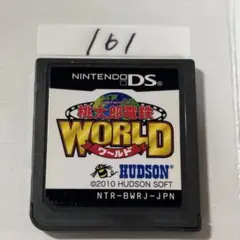 101
NINTENDO DS
桃太郎電鉄
WORLD
ワールド
HUDSON
©2010 HUDSON SOFT
NTR-BWRJ-JPN